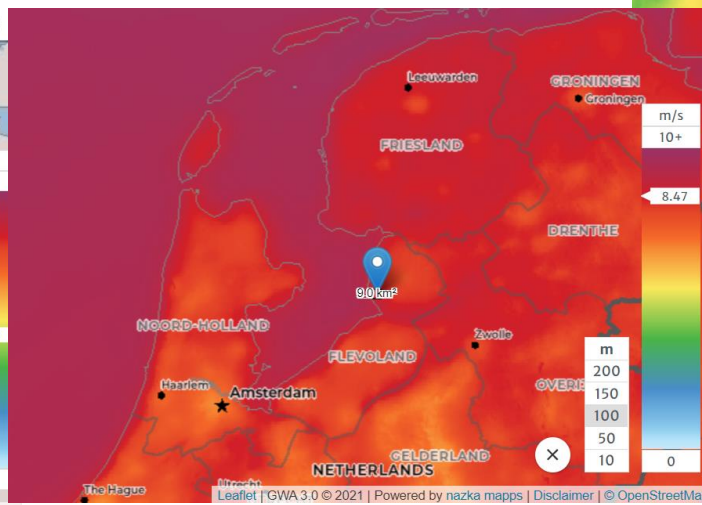 Leeuwarden
GRONINGEN
Groningen
m/s
10+
FRIESLAND
8.47
DRENTHE
9.0 km²
NOORD-HOLLAND
Zwolle
m
FLEVOLAND
200
Haarlem
Amsterdam
OVERIJS
150
100
50
GELDERLAND
10
0
NETHERLANDS
Utrecht
The Hague
Leaflet | GWA 3.0 © 2021 | Powered by nazka mapps | Disclaimer | © OpenStreetMa